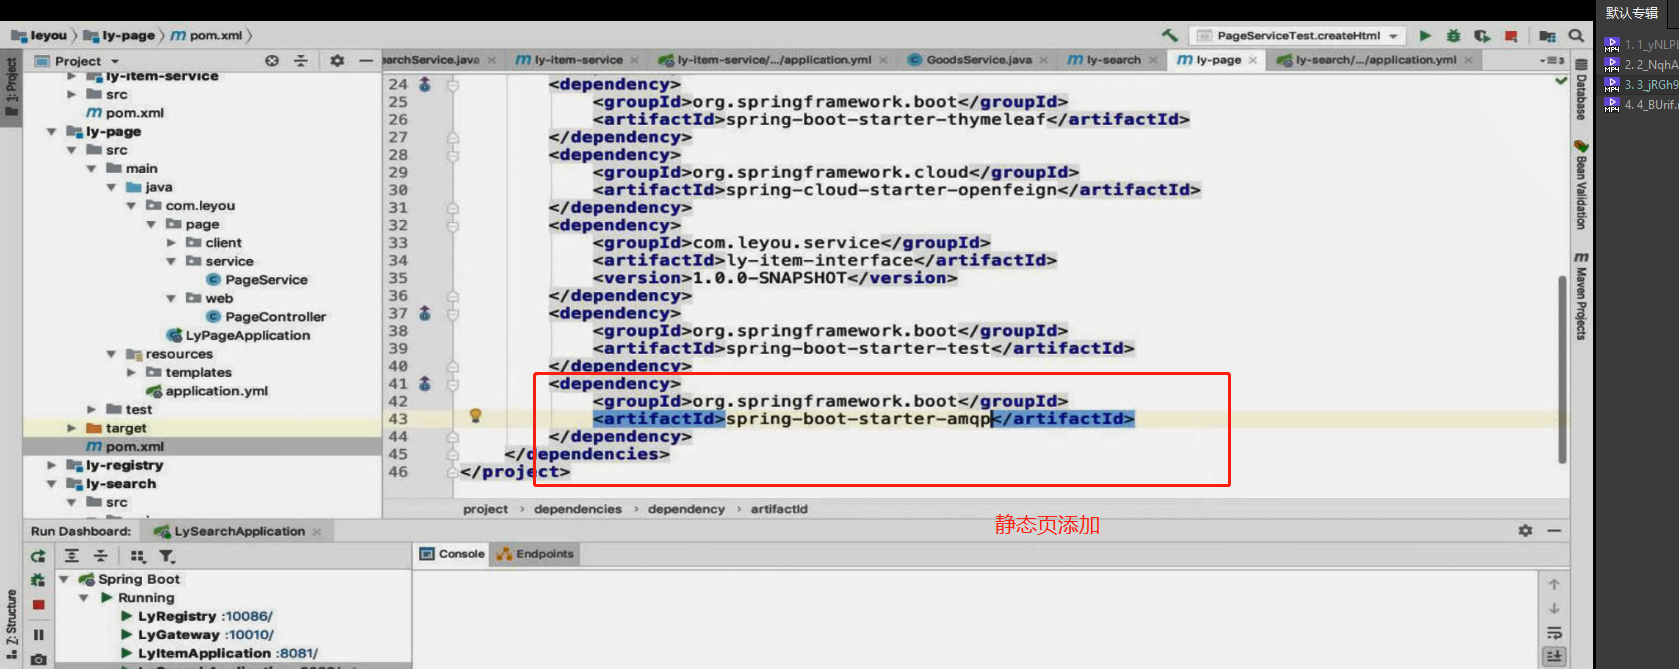 默认专辑
leyou
ly-page
pom.xml
PageServiceTest.createHtml
Project
archService.java
ly-item-service
ly-item-service/.../application.yml
GoodsService.java
ly-search
ly-page
ly-search/.../application.yml
1. 1_yNLP
2. 2_NqhA
3. 3_jRGh9
4. 4_BUrif.
1: Project
Database
Bean Validation
Maven Projects
ly-item-service
src
pom.xml
ly-page
src
main
java
com.leyou
page
client
service
PageService
web
PageController
LyPageApplication
resources
templates
application.yml
test
target
pom.xml
ly-registry
ly-search
src
24 <dependency>
25 <groupId>org.springframework.boot</groupId>
26 <artifactId>spring-boot-starter-thymeleaf</artifactId>
27 </dependency>
28 <dependency>
29 <groupId>org.springframework.cloud</groupId>
30 <artifactId>spring-cloud-starter-openfeign</artifactId>
31 </dependency>
32 <dependency>
33 <groupId>com.leyou.service</groupId>
34 <artifactId>ly-item-interface</artifactId>
35 <version>1.0.0-SNAPSHOT</version>
36 </dependency>
37 <dependency>
38 <groupId>org.springframework.boot</groupId>
39 <artifactId>spring-boot-starter-test</artifactId>
40 </dependency>
41 <dependency>
42 <groupId>org.springframework.boot</groupId>
43 <artifactId>spring-boot-starter-amqp</artifactId>
44 </dependency>
45 </dependencies>
46 </project>
project › dependencies › dependency › artifactId
静态页添加
Run Dashboard:
LySearchApplication
Console
Endpoints
Spring Boot
Running
LyRegistry :10086/
LyGateway :10010/
LyItemApplication :8081/
Z: Structure